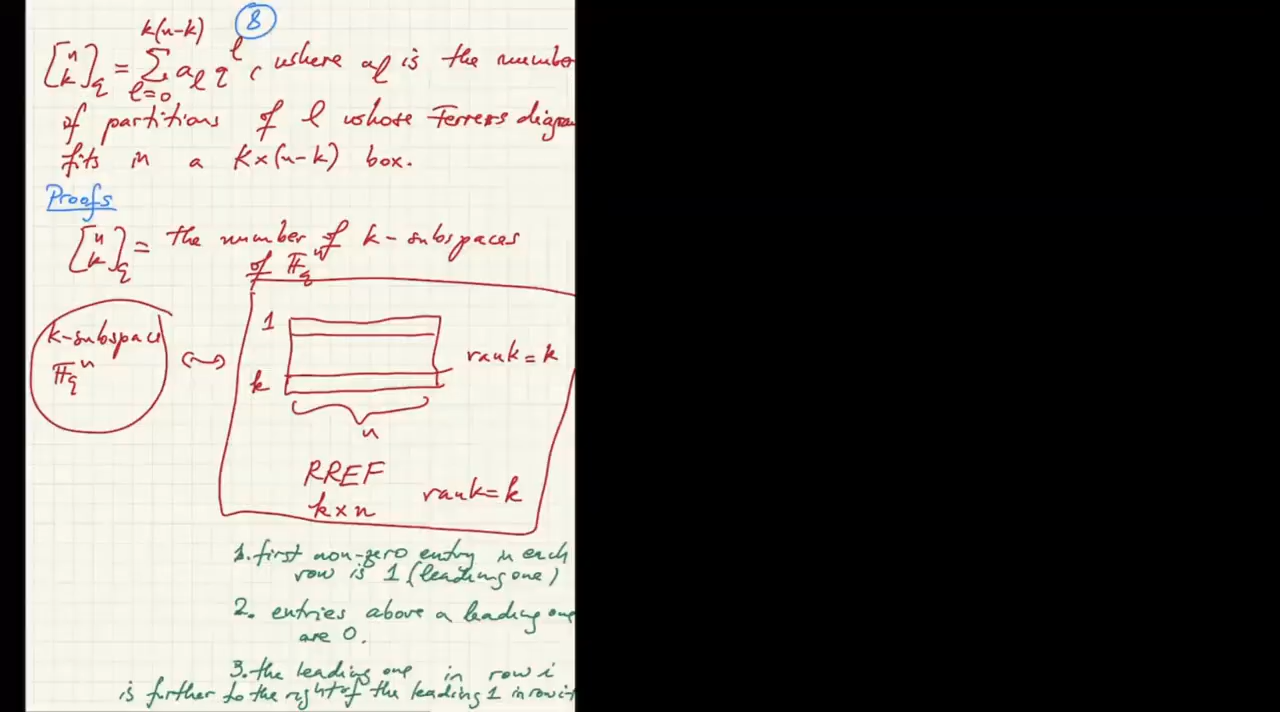 8
[n k]_q = Σ_{l=0}^{k(n-k)} a_l q^l, where a_l is the number
of partitions of l whose Ferrers diagram
fits in a K×(n-k) box.
Proofs
[n k]_q = the number of k-subspaces
of 𝔽_q^n
k-subspace
𝔽_q^n
1
k
rank = k
n
RREF
k×n
rank = k
1. first non-zero entry in each
row is 1 (leading one)
2. entries above a leading one
are 0.
3. the leading one in row i
is further to the right of the leading 1 in row i